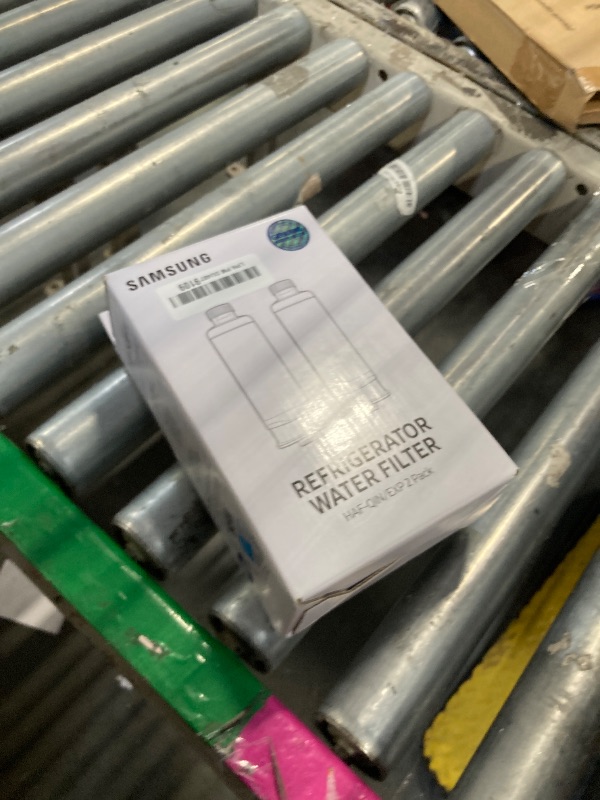 SAMSUNG
REFRIGERATOR
WATER FILTER
HAF-QIN/EXP 2 Pack